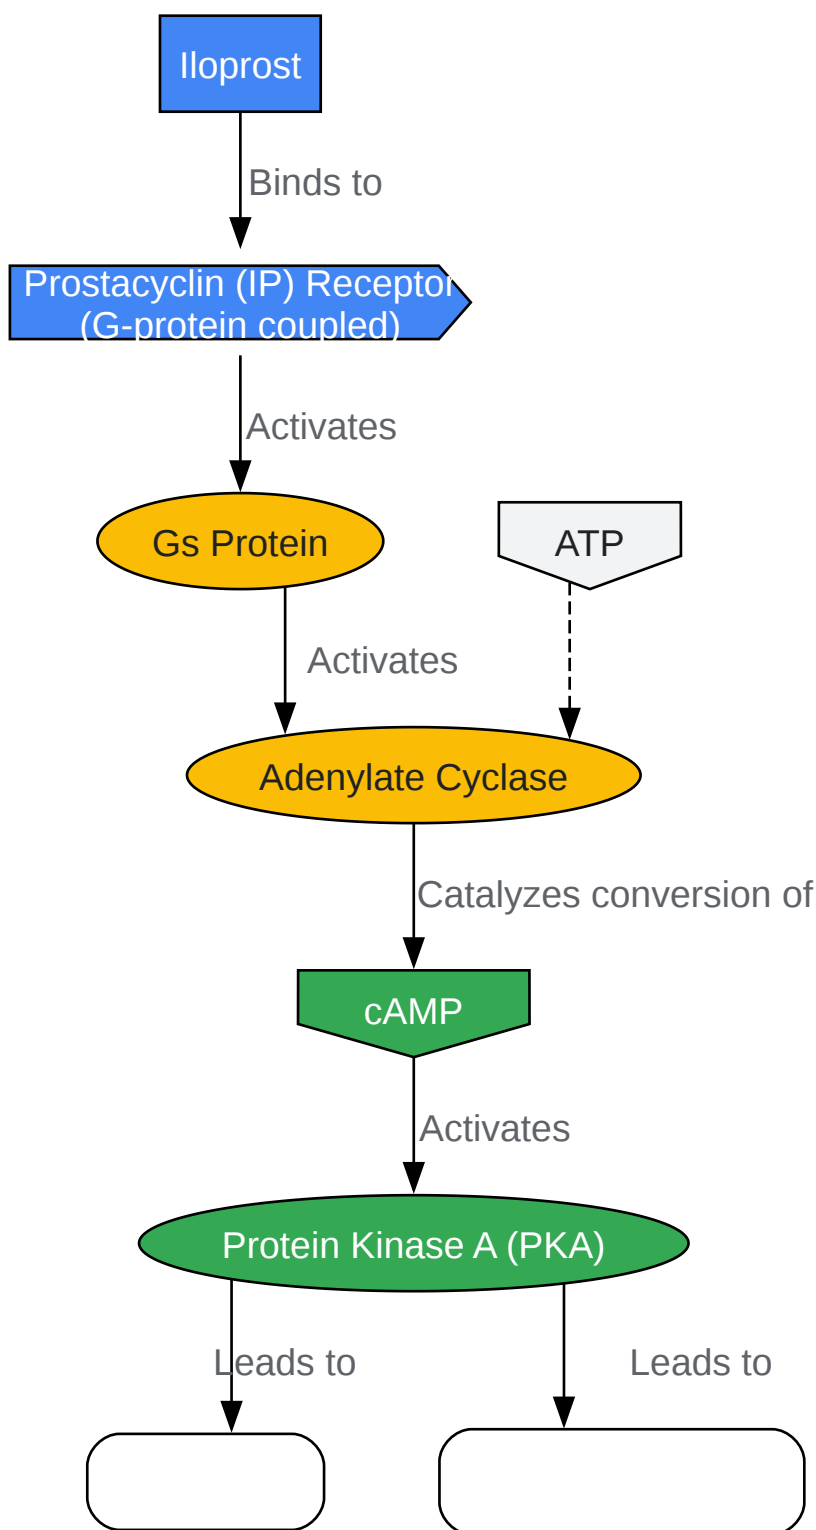 Iloprost
Binds to
Prostacyclin (IP) Receptor
(G-protein coupled)
Activates
Gs Protein
ATP
Activates
Adenylate Cyclase
Catalyzes conversion of
cAMP
Activates
Protein Kinase A (PKA)
Leads to
Leads to